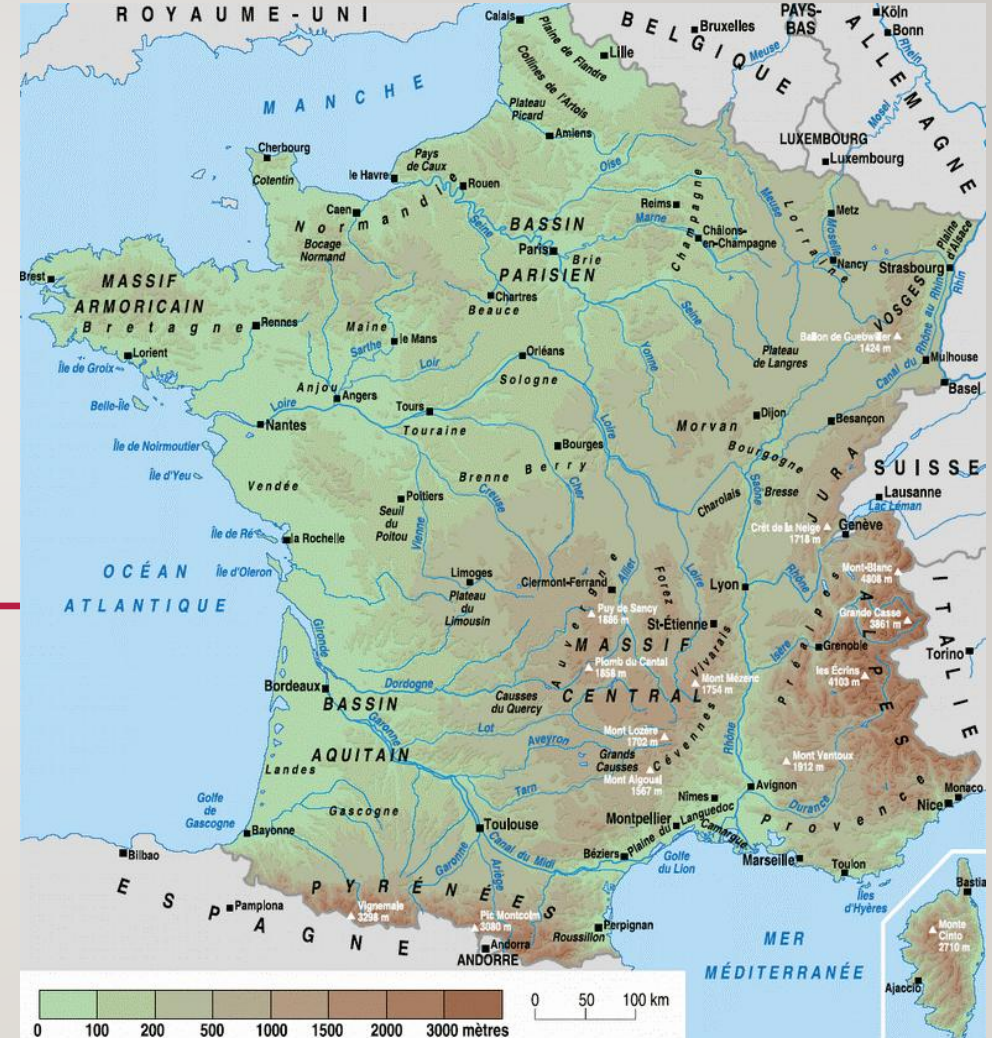 ROYAUME-UNI
Calais
Plaine de Flandre
Lille
BELGIQUE
Bruxelles
PAYS-
BAS
Köln
Bonn
Rhein
ALLEMAGNE
Meuse
Mosel
MANCHE
Collines de l'Artois
Plateau
Picard
Amiens
LUXEMBOURG
Luxembourg
Cherbourg
Cotentin
Pays
de Caux
le Havre
Rouen
Oise
Caen
Normandie
Bocage
Normand
Seine
BASSIN
PARISIEN
Paris
Brie
Marne
Reims
Champagne
Châlons-
en-Champagne
Meuse
Lorraine
Metz
Moselle
Nancy
Plaine
d'Alsace
Strasbourg
Rhin
VOSGES
Brest
MASSIF
ARMORICAIN
Bretagne
Rennes
Lorient
Île de Groix
Belle-Île
Maine
Sarthe
le Mans
Chartres
Beauce
Loir
Orléans
Sologne
Seine
Yonne
Plateau
de Langres
Ballon de Guebwiller
1424 m
Canal du Rhône au Rhin
Mulhouse
Basel
Anjou
Angers
Loire
Nantes
Tours
Touraine
Île de Noirmoutier
Île d'Yeu
Vendée
Bourges
Berry
Brenne
Cher
Creuse
Loire
Morvan
Dijon
Bourgogne
Besançon
JURA
SUISSE
Lausanne
Lac Léman
Genève
Poitiers
Seuil
du
Poitou
Vienne
Île de Ré
la Rochelle
Île d'Oleron
Charolais
Saône
Bresse
Crêt de la Neige
1718 m
Mont-Blanc
4808 m
OCÉAN
ATLANTIQUE
Limoges
Plateau
du
Limousin
Clermont-Ferrand
Allier
Auvergne
Puy de Sancy
1886 m
Forez
Loire
Lyon
Rhône
St-Étienne
ITALIE
Grande Casse
3861 m
Torino
Gironde
Bordeaux
BASSIN
AQUITAIN
Dordogne
Plomb du Cantal
1858 m
MASSIF
CENTRAL
Vivarais
Mont Mézenc
1754 m
Isère
Grenoble
Préalpes
ALPES
les Écrins
4103 m
Causses
du Quercy
Garonne
Lot
Aveyron
Mont Lozère
1702 m
Grands
Causses
Cévennes
Rhône
Mont Ventoux
1912 m
Landes
Gascogne
Tarn
Mont Aigoual
1567 m
Nîmes
Avignon
Durance
Provence
Monaco
Nice
Golfe
de
Gascogne
Bayonne
Toulouse
Canal du Midi
Montpellier
Plaine du Languedoc
Camargue
Béziers
Golfe
du Lion
Marseille
Toulon
Îles
d'Hyères
Bilbao
ESPAGNE
Pamplona
PYRÉNÉES
Garonne
Ariège
Vignemale
3298 m
Pic Montcalm
3080 m
Andorra
ANDORRE
Roussillon
Perpignan
MER
MÉDITERRANÉE
Bastia
Monte
Cinto
2710 m
Ajaccio
0 100 200 500 1000 1500 2000 3000 mètres
0 50 100 km